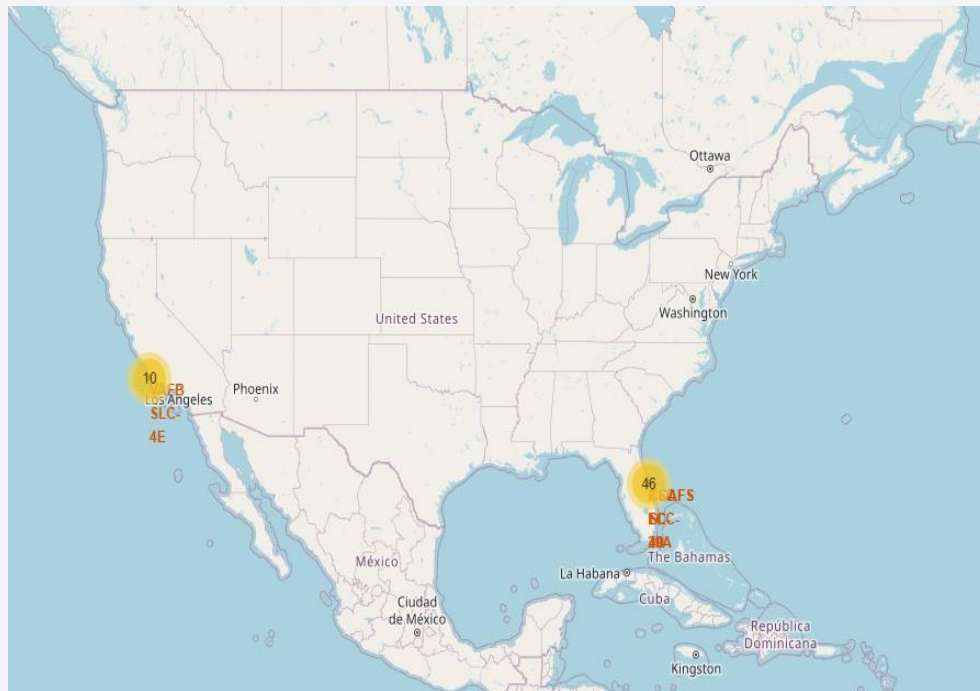 Ottawa
New York
Washington
United States
10
VAFB
SLC-
4E
Los Angeles
Phoenix
46
AFS
The Bahamas
México
La Habana
Cuba
Ciudad
de México
República
Dominicana
Kingston